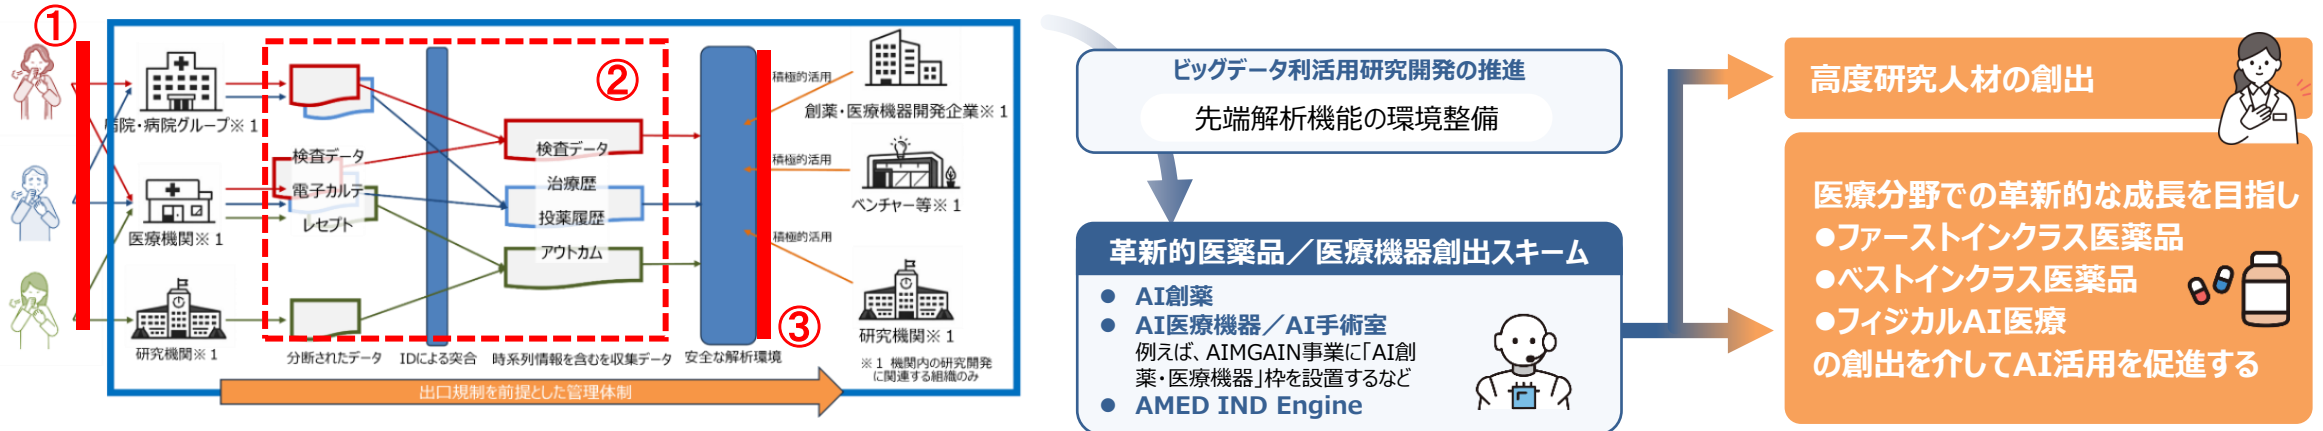 ①
病院・病院グループ※1
医療機関※1
研究機関※1
検査データ
電子カルテ
レセプト
分断されたデータ
IDによる突合
②
検査データ
治療歴
投薬履歴
アウトカム
時系列情報を含む収集データ
安全な解析環境
③
積極的活用
積極的活用
積極的活用
創薬・医療機器開発企業※1
ベンチャー等※1
研究機関※1
※1 機関内の研究開発
に関連する組織のみ
出口規制を前提とした管理体制
ビッグデータ利活用研究開発の推進
先端解析機能の環境整備
革新的医薬品／医療機器創出スキーム
● AI創薬
● AI医療機器／AI手術室
例えば、AIMGAIN事業に「AI創
薬・医療機器」枠を設置するなど
● AMED IND Engine
高度研究人材の創出
医療分野での革新的な成長を目指し
●ファーストインクラス医薬品
●ベストインクラス医薬品
●フィジカルAI医療
の創出を介してAI活用を促進する